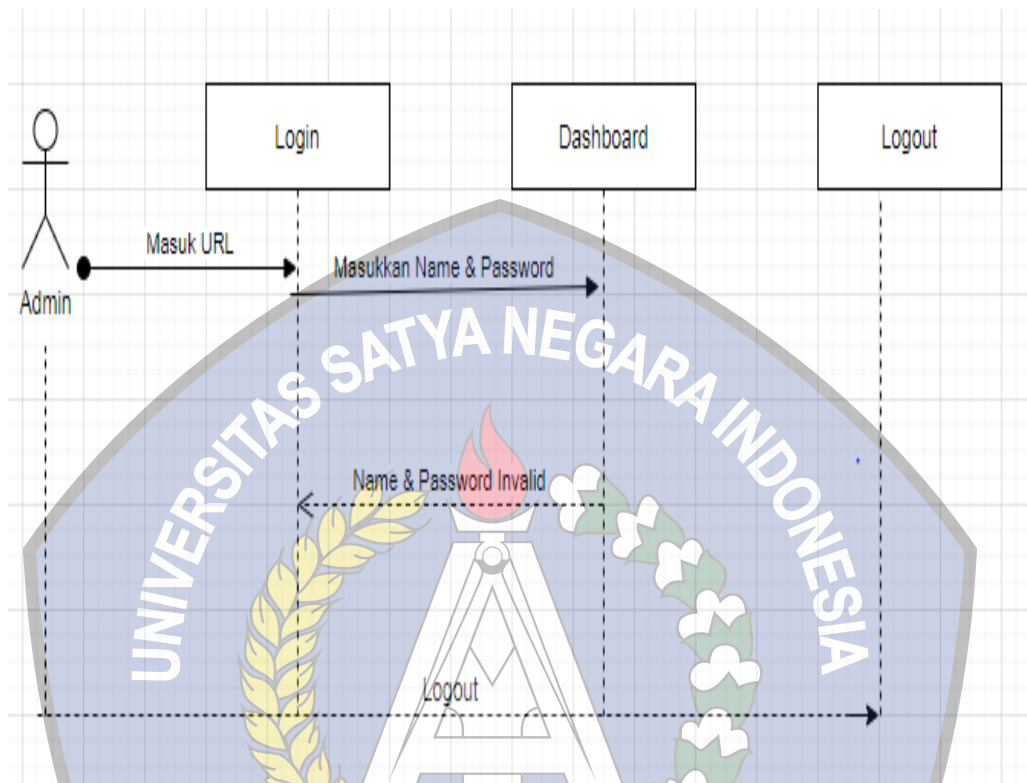 Login
Dashboard
Logout
Masuk URL
Masukkan Name & Password
Admin
UNIVERSITAS SATYA NEGARA INDONESIA
Name & Password Invalid
Logout